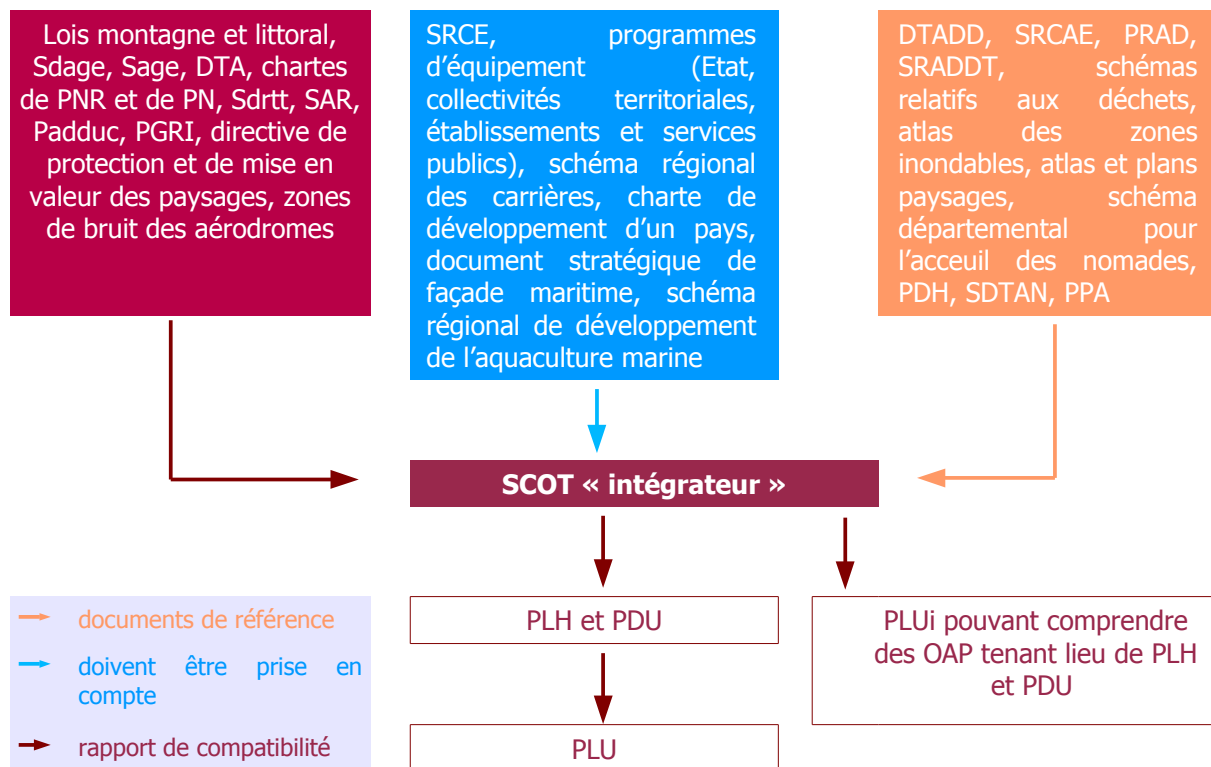 Lois montagne et littoral,
Sdage, Sage, DTA, chartes
de PNR et de PN, Sdrtt, SAR,
Padduc, PGRI, directive de
protection et de mise en
valeur des paysages, zones
de bruit des aérodromes
SRCE, programmes
d’équipement (Etat,
collectivités territoriales,
établissements et services
publics), schéma régional
des carrières, charte de
développement d’un pays,
document stratégique de
façade maritime, schéma
régional de développement
de l’aquaculture marine
DTADD, SRCAE, PRAD,
SRADDT, schémas
relatifs aux déchets,
atlas des zones
inondables, atlas et plans
paysages, schéma
départemental pour
l’acceuil des nomades,
PDH, SDTAN, PPA
SCOT « intégrateur »
PLH et PDU
PLUi pouvant comprendre
des OAP tenant lieu de PLH
et PDU
PLU
documents de référence
doivent être prise en
compte
rapport de compatibilité